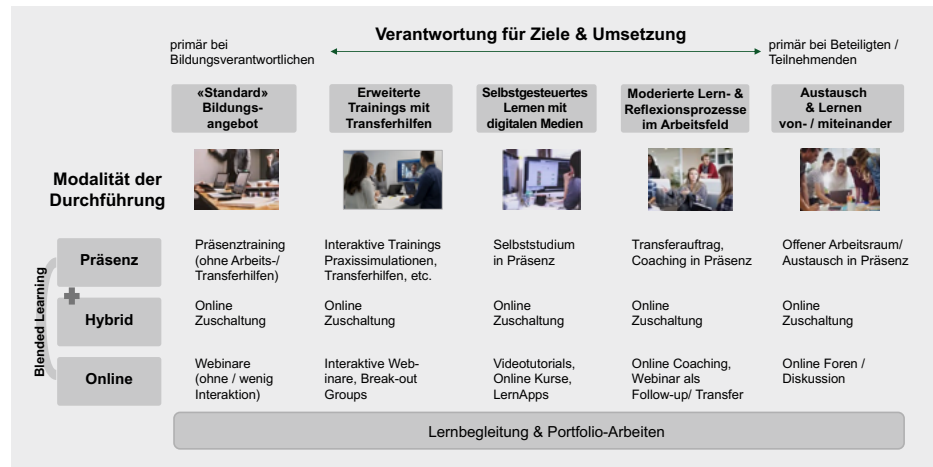 Verantwortung für Ziele & Umsetzung
primär bei
Bildungsverantwortlichen
primär bei Beteiligten /
Teilnehmenden
«Standard»
Bildungs-
angebot
Erweiterte
Trainings mit
Transferhilfen
Selbstgesteuertes
Lernen mit
digitalen Medien
Moderierte Lern- &
Reflexionsprozesse
im Arbeitsfeld
Austausch
& Lernen
von- / miteinander
Modalität der
Durchführung
Blended Learning
Präsenz
Präsenztraining
(ohne Arbeits-/
Transferhilfen)
Interaktive Trainings
Praxissimulationen,
Transferhilfen, etc.
Selbststudium
in Präsenz
Transferauftrag,
Coaching in Präsenz
Offener Arbeitsraum/
Austausch in Präsenz
Hybrid
Online
Zuschaltung
Online
Zuschaltung
Online
Zuschaltung
Online
Zuschaltung
Online
Zuschaltung
Online
Webinare
(ohne / wenig
Interaktion)
Interaktive Web-
inare, Break-out
Groups
Videotutorials,
Online Kurse,
LernApps
Online Coaching,
Webinar als
Follow-up/ Transfer
Online Foren /
Diskussion
Lernbegleitung & Portfolio-Arbeiten